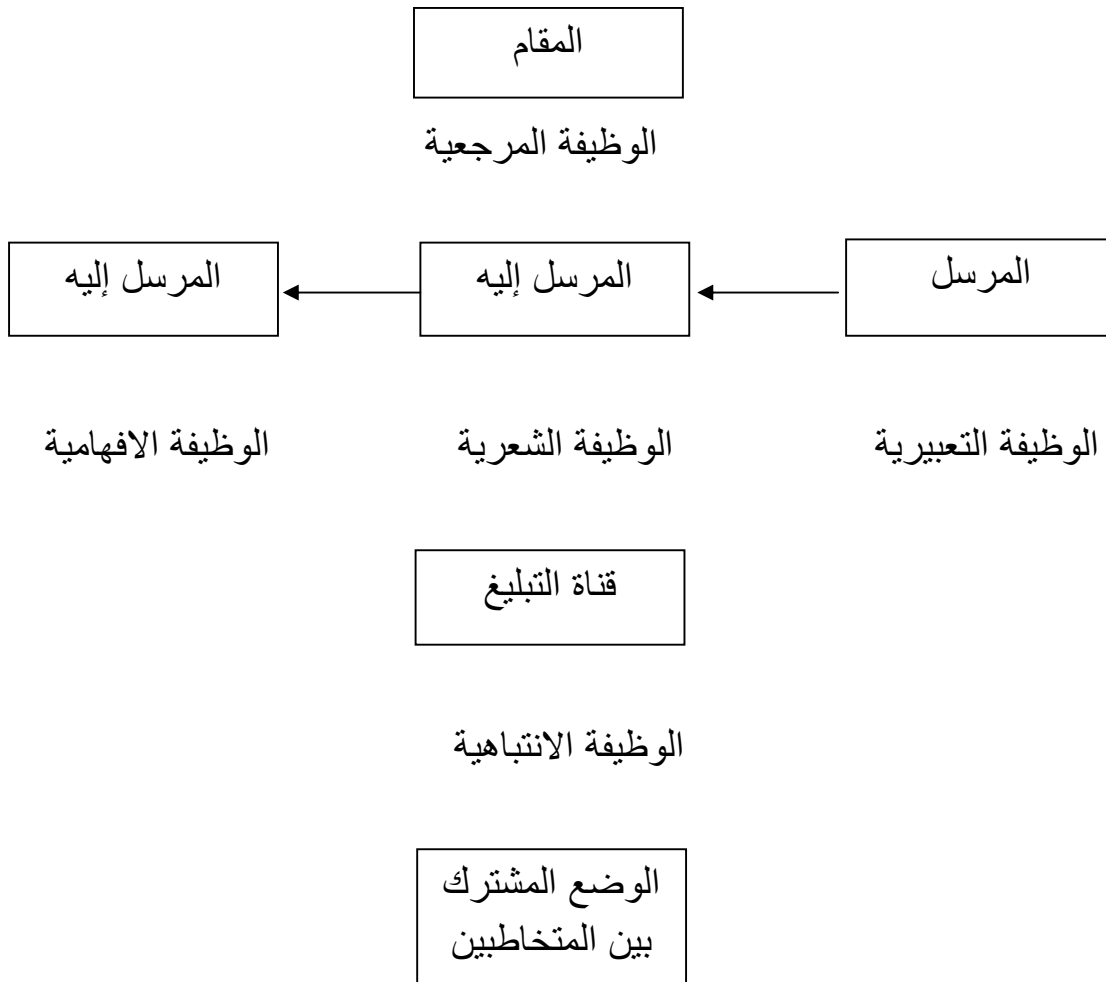 المقام
الوظيفة المرجعية
المرسل
المرسل إليه
المرسل إليه
الوظيفة التعبيرية
الوظيفة الشعرية
الوظيفة الافهامية
قناة التبليغ
الوظيفة الانتباهية
الوضع المشترك
بين المتخاطبين